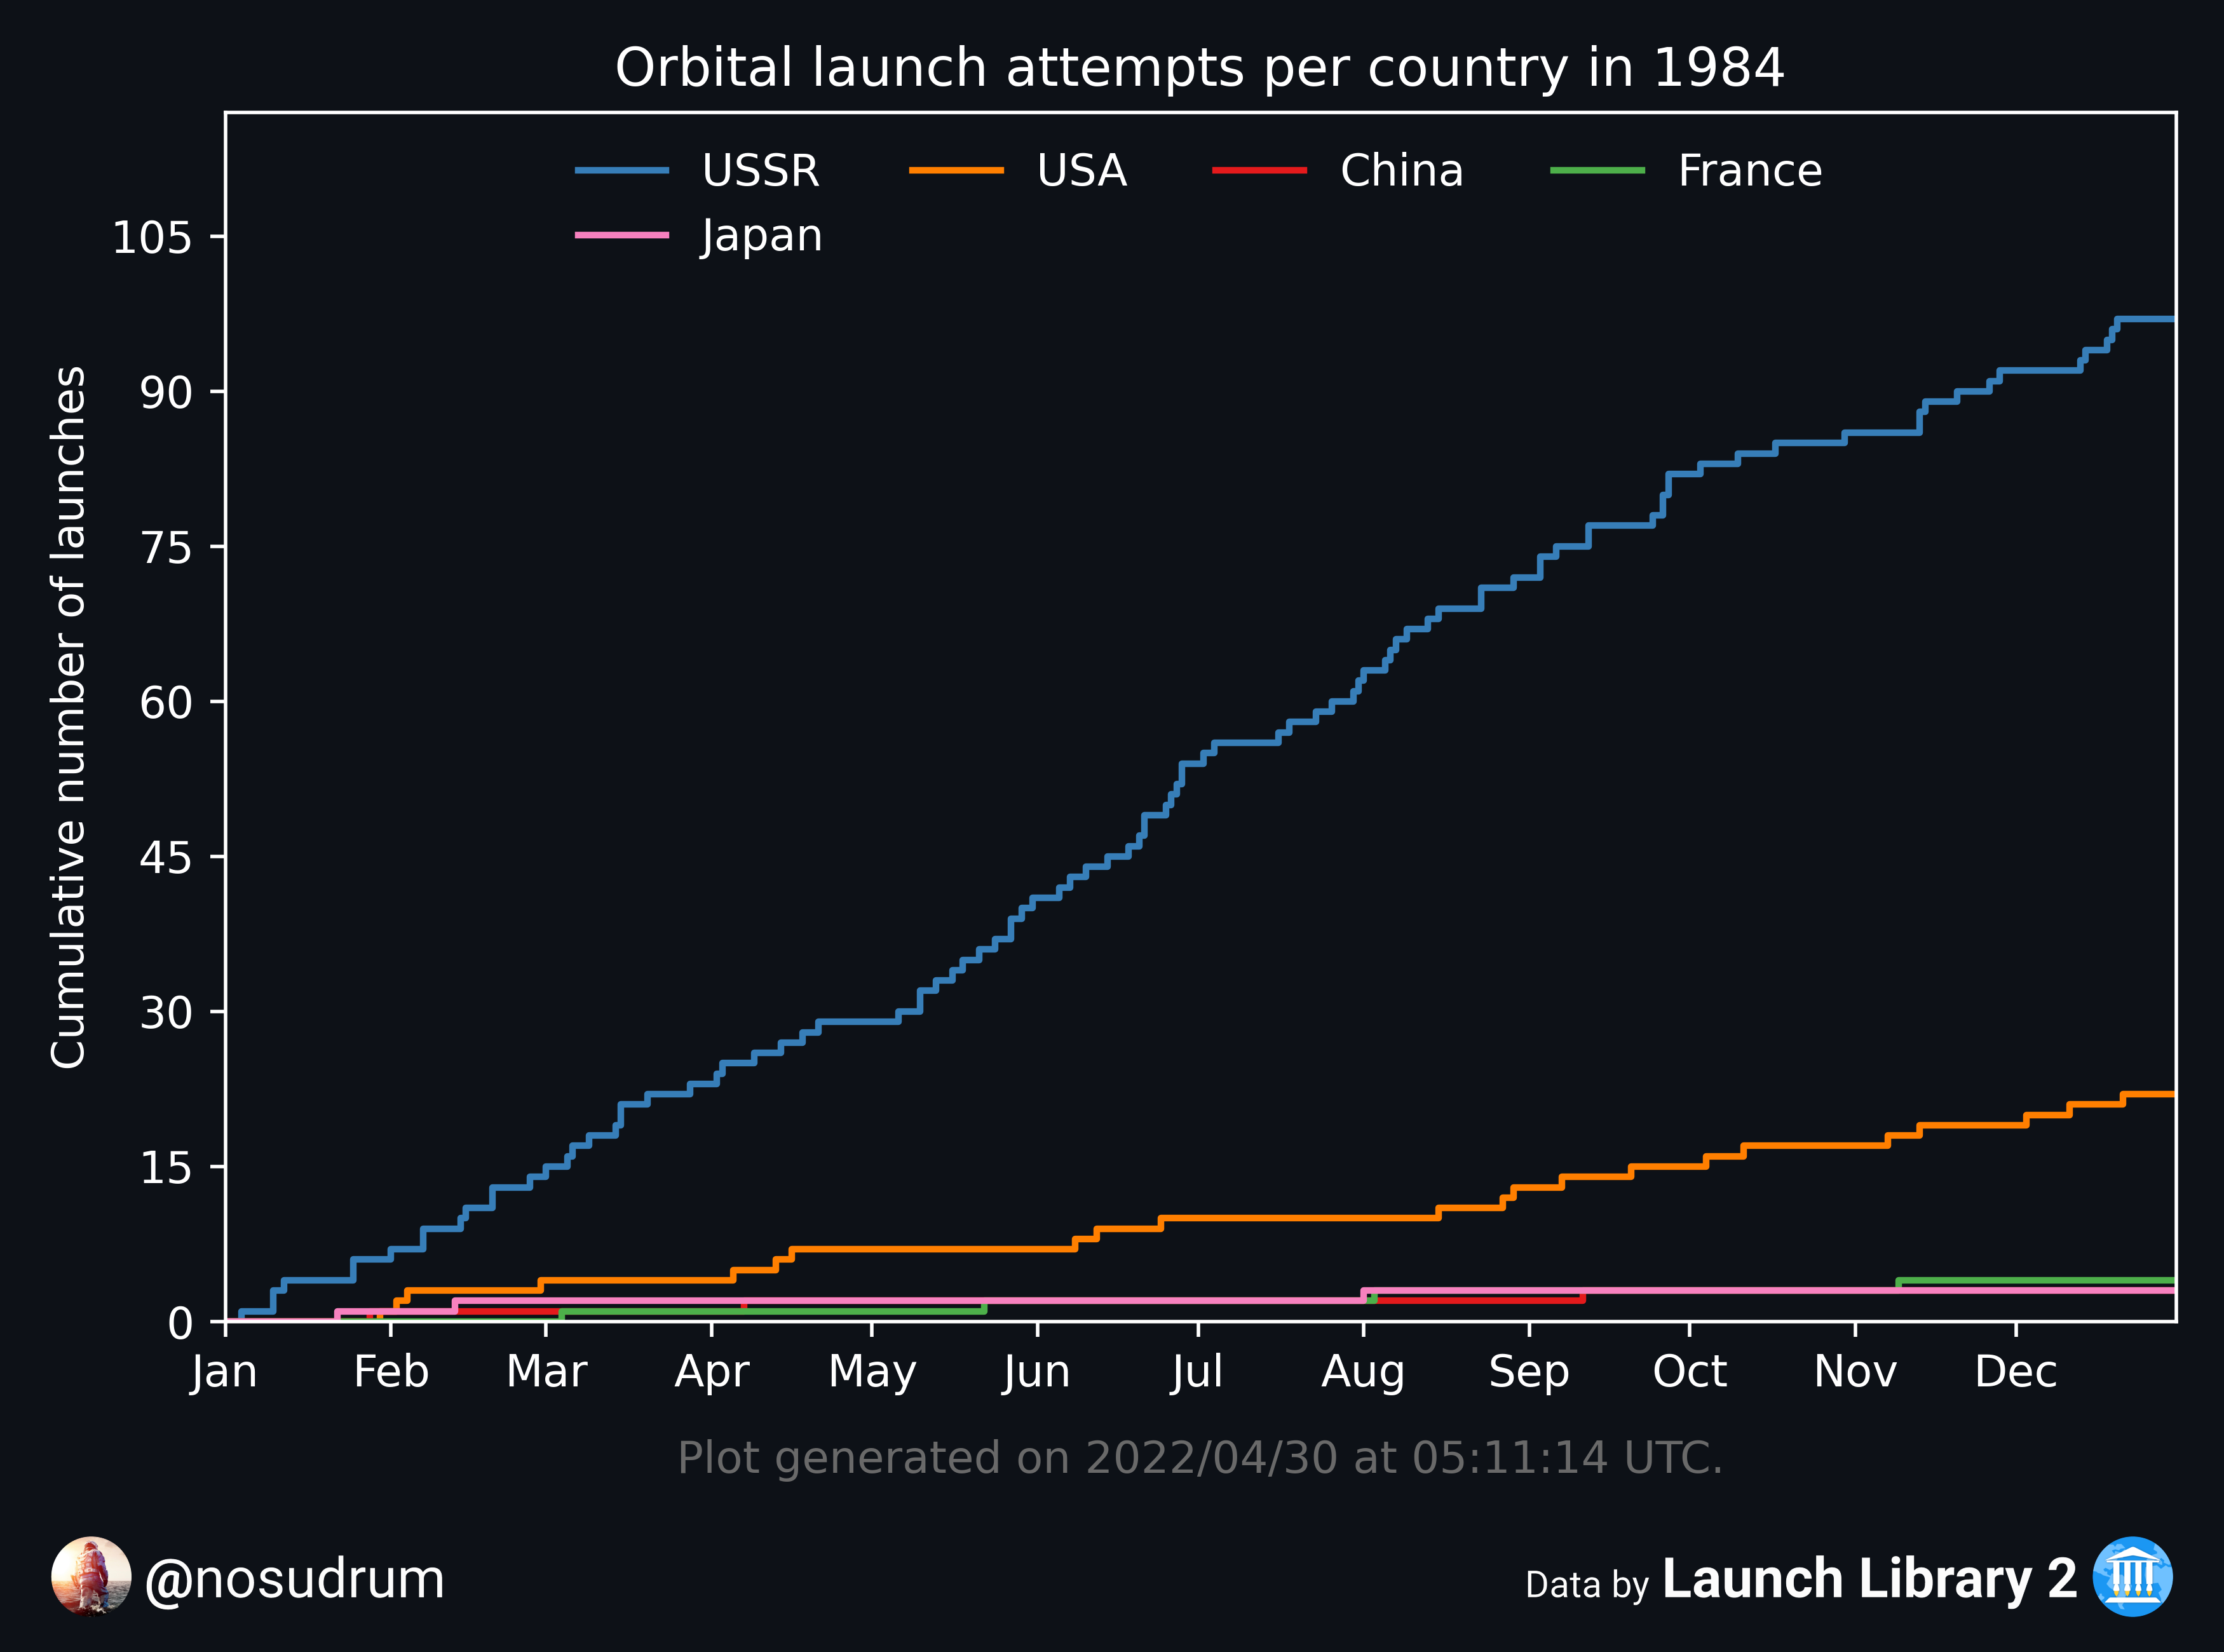 Orbital launch attempts per country in 1984
USSR USA China France
Japan
Cumulative number of launches
105
90
75
60
45
30
15
0
Jan Feb Mar Apr May Jun Jul Aug Sep Oct Nov Dec
Plot generated on 2022/04/30 at 05:11:14 UTC.
@nosudrum
Data by Launch Library 2